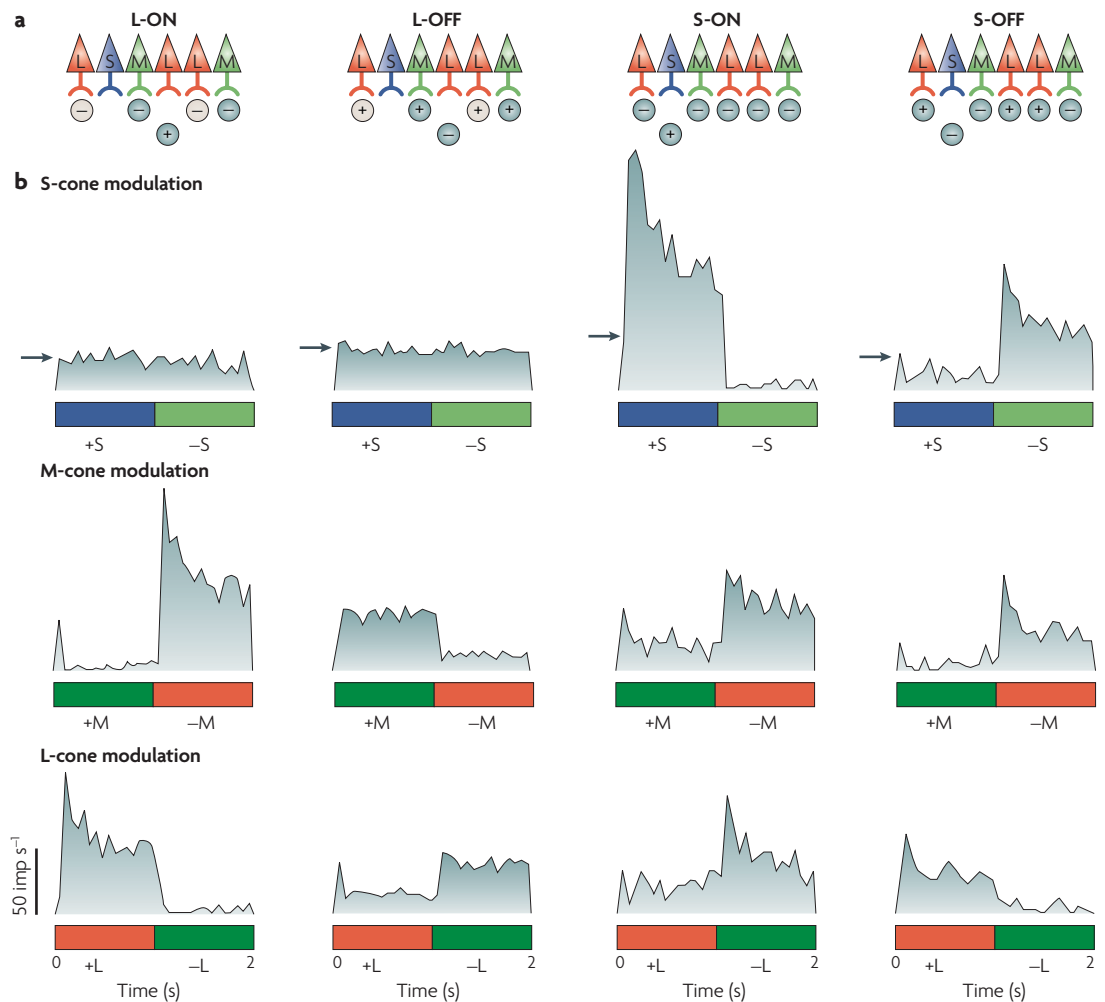 a
L-ON L-OFF S-ON S-OFF
L S M L L M L S M L L M L S M L L M L S M L L M
− − − − + + + + − − − − − − + − + +
+ − + − −
b S-cone modulation
+S −S +S −S +S −S +S −S
M-cone modulation
+M −M +M −M +M −M +M −M
L-cone modulation
50 imp s⁻¹
0 +L −L 2 0 +L −L 2 0 +L −L 2 0 +L −L 2
Time (s) Time (s) Time (s) Time (s)